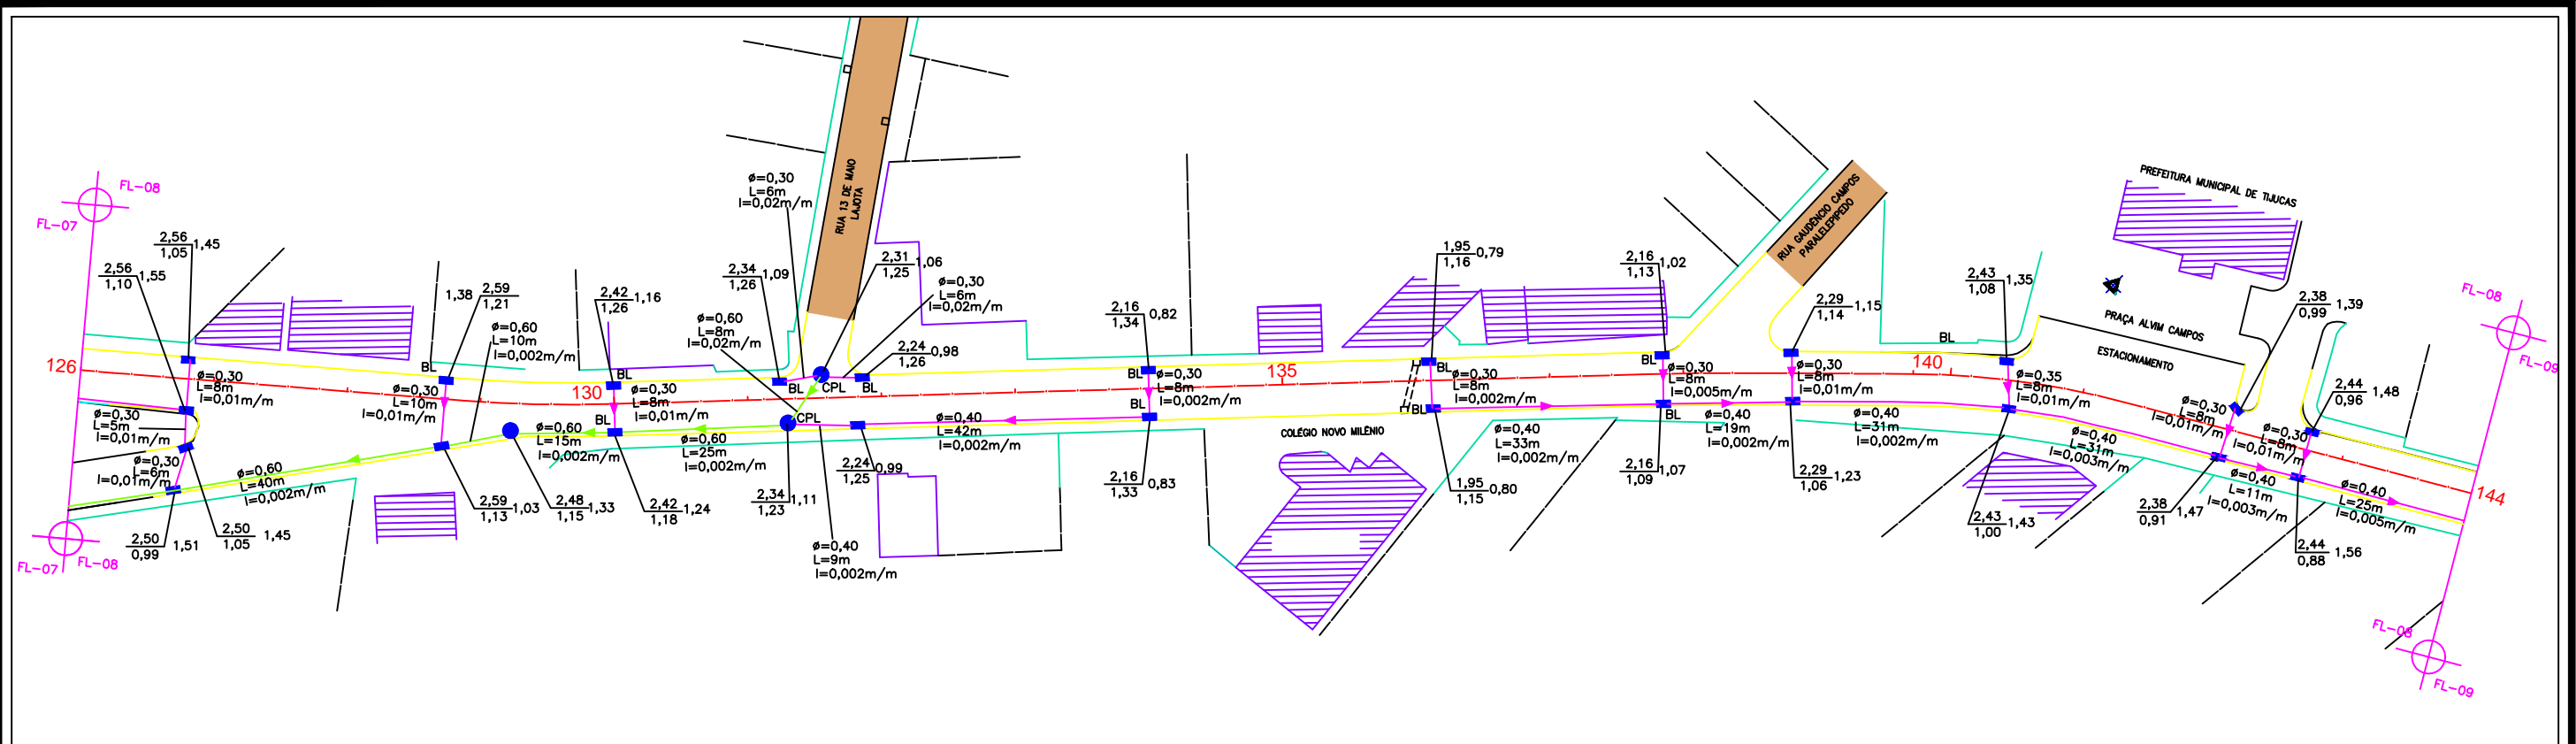 FL-08
FL-07
126
2,56
1,05
1,45
2,56
1,10
1,55
ø=0,30
L=8m
I=0,01m/m
ø=0,30
L=5m
I=0,01m/m
ø=0,30
L=6m
I=0,01m/m
2,50
0,99
1,51
2,50
1,05
1,45
FL-07
FL-08
ø=0,60
L=40m
I=0,002m/m
1,38
2,59
1,21
BL
ø=0,60
L=10m
I=0,002m/m
ø=0,30
L=10m
I=0,01m/m
2,59
1,13
1,03
2,48
1,15
1,33
130
2,42
1,26
1,16
BL
ø=0,30
L=8m
I=0,01m/m
BL
ø=0,60
L=15m
I=0,002m/m
2,42
1,18
1,24
ø=0,60
L=25m
I=0,002m/m
ø=0,60
L=8m
I=0,02m/m
2,34
1,26
1,09
ø=0,30
L=6m
I=0,02m/m
RUA 13 DE MAIO
LAJOTA
2,31
1,25
1,06
ø=0,30
L=6m
I=0,02m/m
2,24
1,26
0,98
BL
CPL
BL
CPL
2,34
1,23
1,11
2,24
1,25
0,99
ø=0,40
L=9m
I=0,002m/m
ø=0,40
L=42m
I=0,002m/m
2,16
1,34
0,82
BL
ø=0,30
L=8m
I=0,002m/m
BL
2,16
1,33
0,83
135
COLÉGIO NOVO MILÊNIO
1,95
1,16
0,79
BL
ø=0,30
L=8m
I=0,002m/m
BL
1,95
1,15
0,80
ø=0,40
L=33m
I=0,002m/m
2,16
1,13
1,02
BL
ø=0,30
L=8m
I=0,005m/m
BL
2,16
1,09
1,07
ø=0,40
L=19m
I=0,002m/m
RUA GAUDÊNCIO CAMPOS
PARALELEPIPEDO
2,29
1,14
1,15
ø=0,30
L=8m
I=0,01m/m
2,29
1,06
1,23
ø=0,40
L=31m
I=0,002m/m
140
BL
2,43
1,08
1,35
ø=0,35
L=8m
I=0,01m/m
2,43
1,00
1,43
ø=0,40
L=31m
I=0,003m/m
PREFEITURA MUNICIPAL DE TIJUCAS
PRAÇA ALVIM CAMPOS
ESTACIONAMENTO
2,38
0,99
1,39
ø=0,30
L=8m
I=0,01m/m
2,38
0,91
1,47
ø=0,40
L=11m
I=0,003m/m
2,44
0,96
1,48
ø=0,30
L=8m
I=0,01m/m
2,44
0,88
1,56
ø=0,40
L=25m
I=0,005m/m
144
FL-08
FL-09
FL-08
FL-09